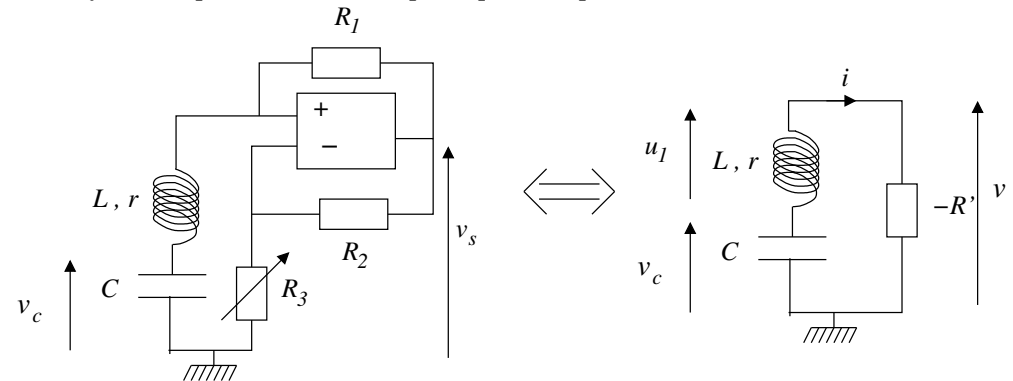 R1
+
−
L , r
R2
vs
C
R3
vc
i
u1
L , r
−R’
v
C
vc